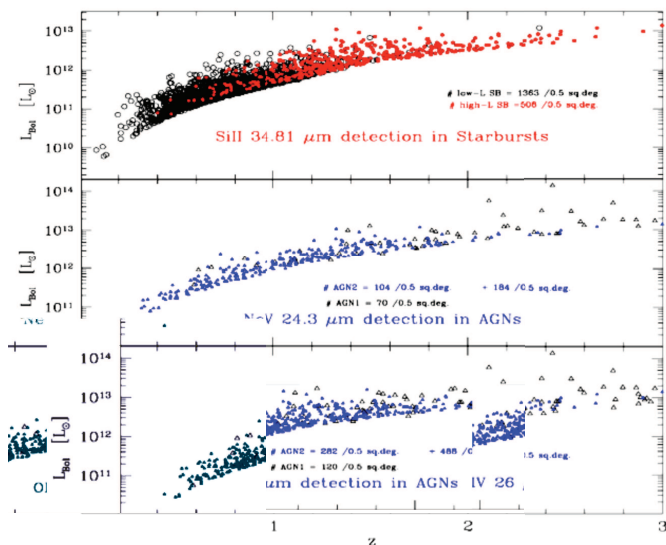 10¹³
10¹²
10¹¹
10¹⁰
L_Bol [L_⊙]
# low-L SB = 1363 /0.5 sq.deg
# high-L SB =508 /0.5 sq.deg.
SiII 34.81 μm detection in Starbursts
10¹⁴
10¹³
10¹²
10¹¹
L_Bol [L_⊙]
# AGN2 = 104 /0.5 sq.deg. + 184 /0.5 sq.deg.
# AGN1 = 70 /0.5 sq.deg.
NeV 24.3 μm detection in AGNs
10¹⁴
10¹³
10¹²
10¹¹
L_Bol [L_⊙]
# AGN2 = 282 /0.5 sq.deg. + 488 /0 .5 sq.deg.
# AGN1 = 120 /0.5 sq.deg.
μm detection in AGNs IV 26
1 2 3
z